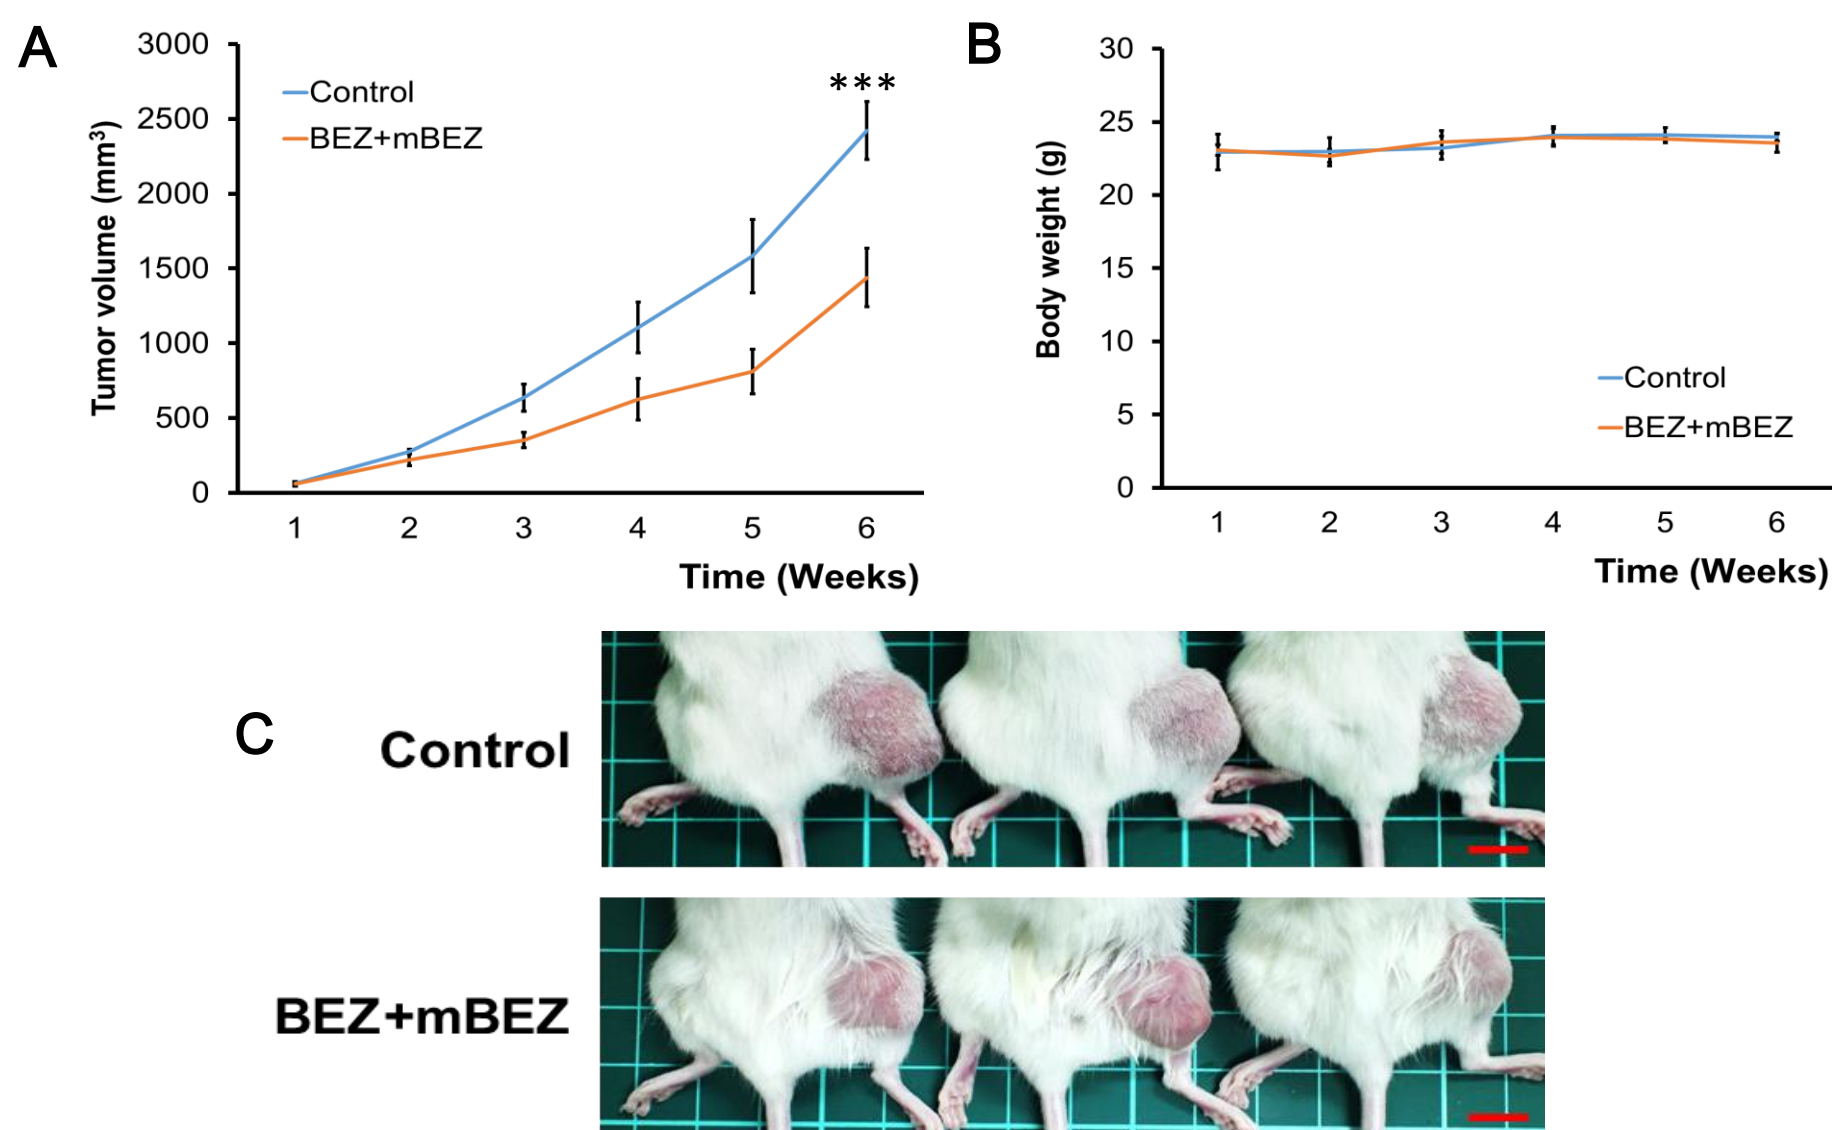 A
Tumor volume (mm³)
3000
2500
2000
1500
1000
500
0
Control
BEZ+mBEZ
***
1 2 3 4 5 6
Time (Weeks)
B
Body weight (g)
30
25
20
15
10
5
0
Control
BEZ+mBEZ
1 2 3 4 5 6
Time (Weeks)
C
Control
BEZ+mBEZ